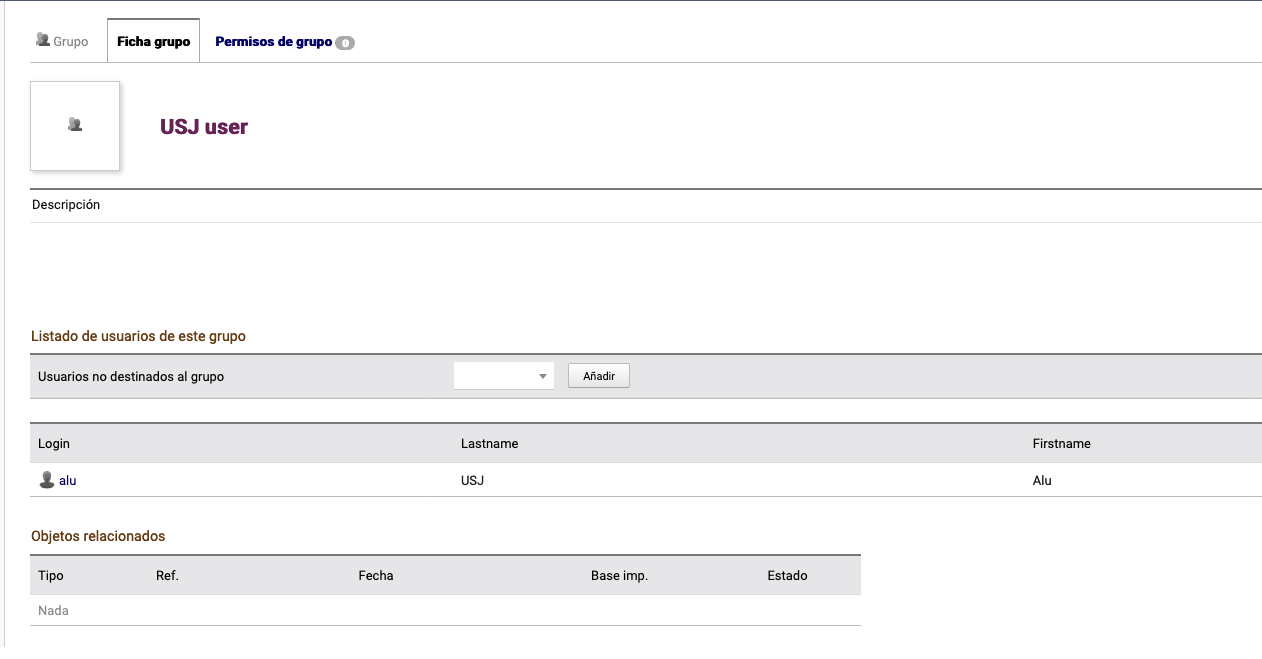 Grupo Ficha grupo Permisos de grupo 0
USJ user
Descripción
Listado de usuarios de este grupo
Usuarios no destinados al grupo Añadir
Login Lastname Firstname
alu USJ Alu
Objetos relacionados
Tipo Ref. Fecha Base imp. Estado
Nada